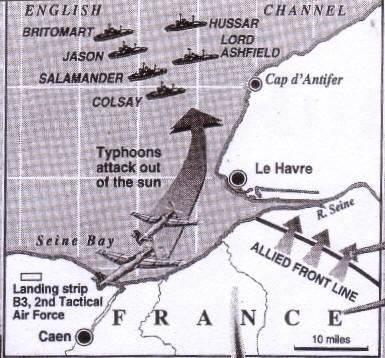 ENGLISH CHANNEL
BRITOMART
HUSSAR
JASON
LORD
ASHFIELD
SALAMANDER
COLSAY
Cap d'Antifer
Typhoons
attack out
of the sun
Le Havre
R. Seine
Seine Bay
ALLIED FRONT LINE
Landing strip
B3, 2nd Tactical
Air Force
Caen
FRANCE
10 miles